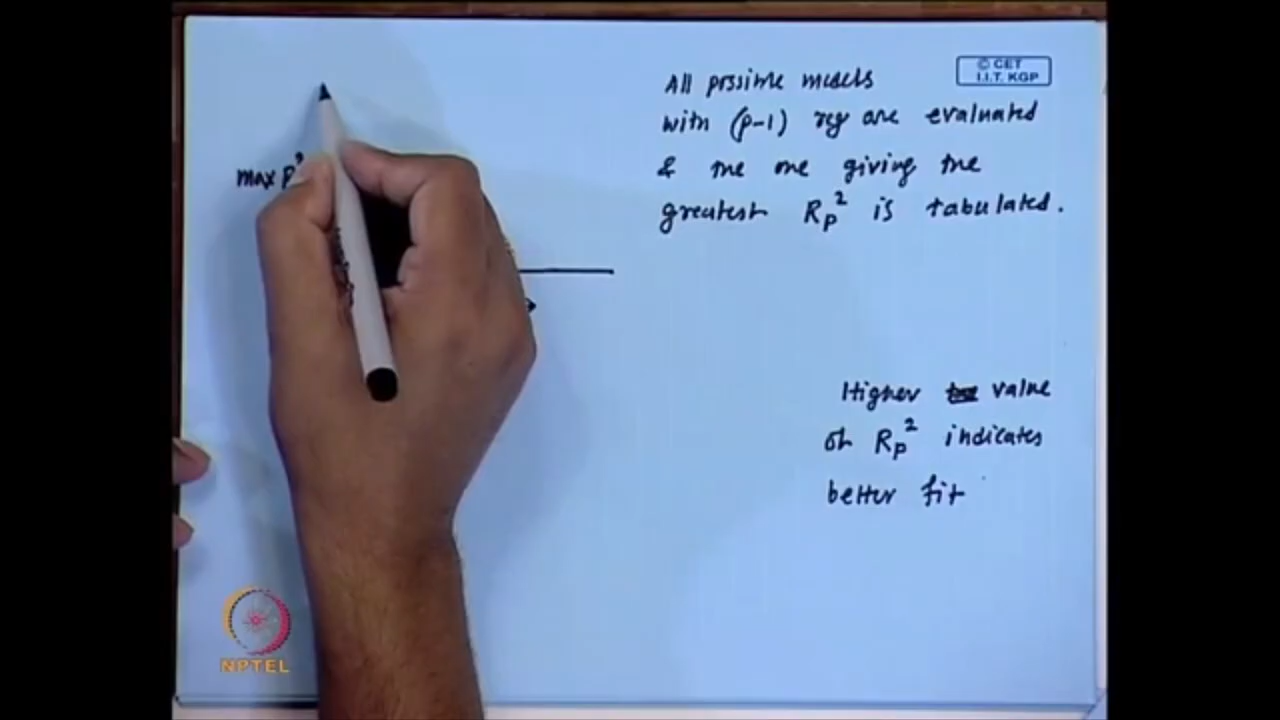 © CET
I.I.T. KGP
All possible models
with (p-1) reg are evaluated
& the one giving the
greatest Rp² is tabulated.
max
Higher value
of Rp² indicates
better fit
NPTEL